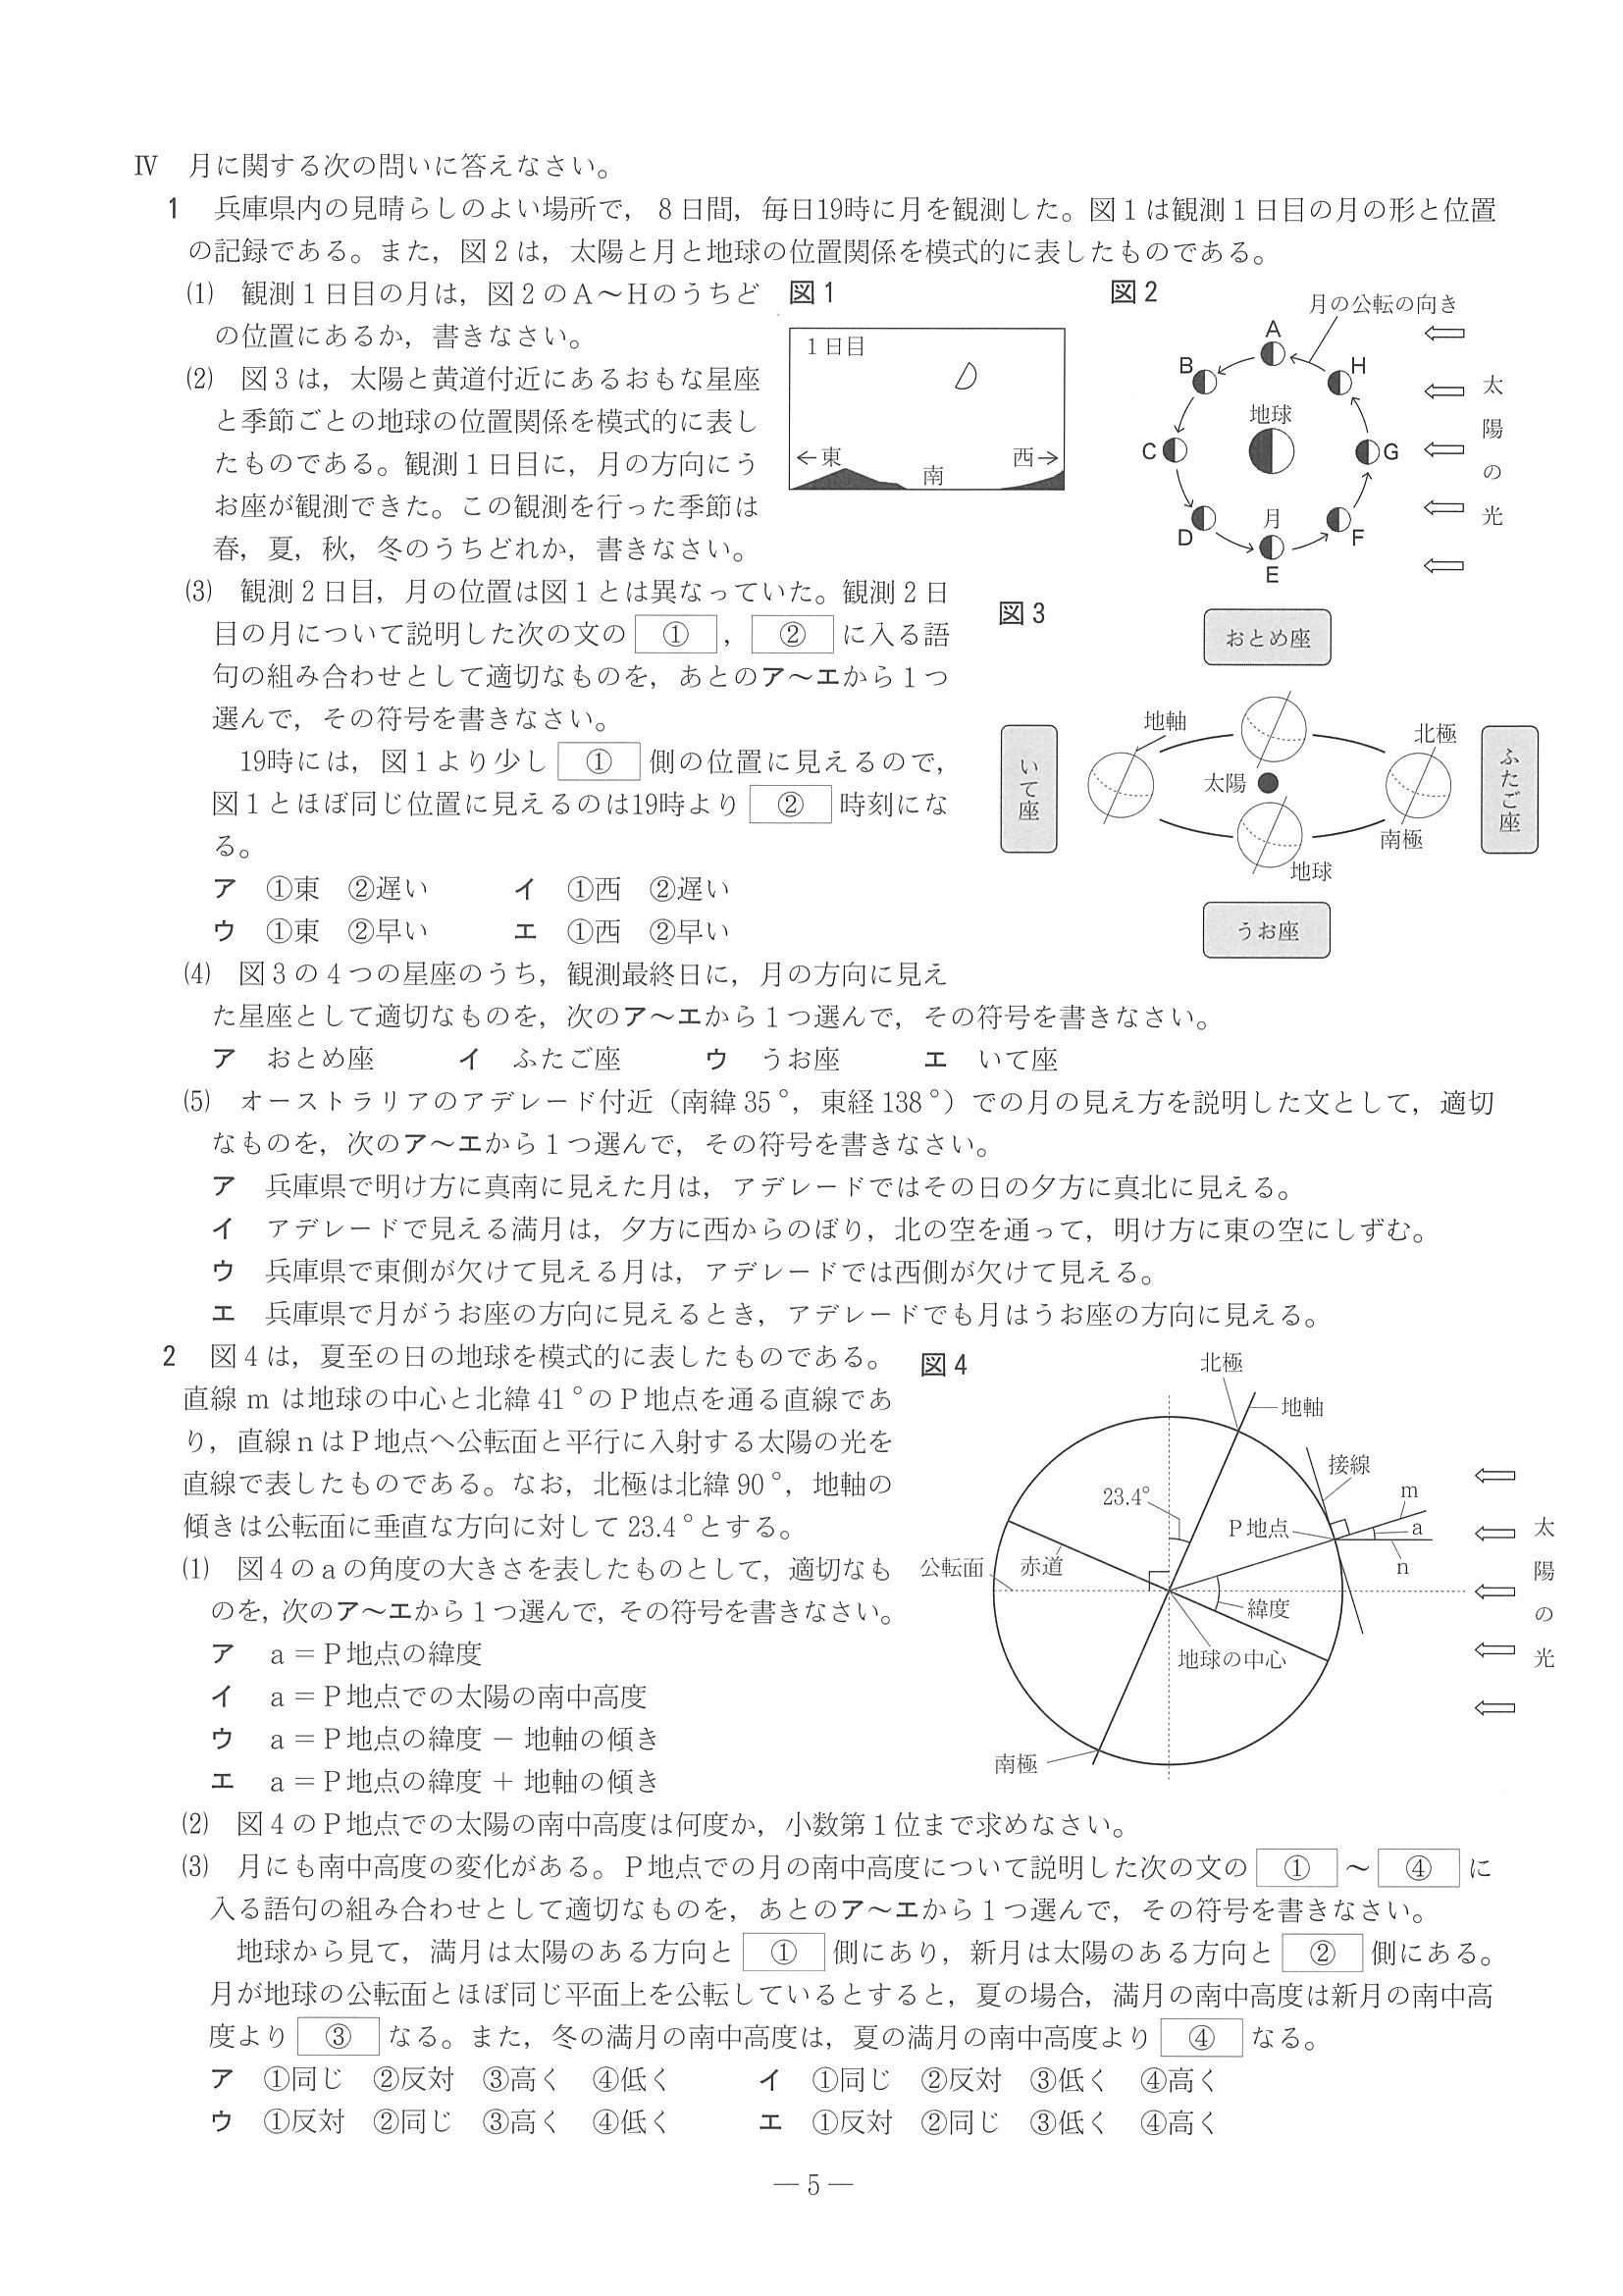 Ⅳ 月に関する次の問いに答えなさい。
1 兵庫県内の見晴らしのよい場所で，8日間，毎日19時に月を観測した。図1は観測1日目の月の形と位置
の記録である。また，図2は，太陽と月と地球の位置関係を模式的に表したものである。
⑴ 観測1日目の月は，図2のA～Hのうちど
の位置にあるか，書きなさい。
⑵ 図3は，太陽と黄道付近にあるおもな星座
と季節ごとの地球の位置関係を模式的に表し
たものである。観測1日目に，月の方向にう
お座が観測できた。この観測を行った季節は
春，夏，秋，冬のうちどれか，書きなさい。
図1
1日目
←東
南
西→
図2
月の公転の向き
A
B
H
地球
C
G
D
月
F
E
太陽の光
⑶ 観測2日目，月の位置は図1とは異なっていた。観測2日
目の月について説明した次の文の ① ， ② に入る語
句の組み合わせとして適切なものを，あとのア～エから1つ
選んで，その符号を書きなさい。
19時には，図1より少し ① 側の位置に見えるので，
図1とほぼ同じ位置に見えるのは19時より ② 時刻にな
る。
ア ①東 ②遅い イ ①西 ②遅い
ウ ①東 ②早い エ ①西 ②早い
図3
おとめ座
地軸
北極
いて座
太陽
ふたご座
南極
地球
うお座
⑷ 図3の4つの星座のうち，観測最終日に，月の方向に見え
た星座として適切なものを，次のア～エから1つ選んで，その符号を書きなさい。
ア おとめ座 イ ふたご座 ウ うお座 エ いて座
⑸ オーストラリアのアデレード付近（南緯35°，東経138°）での月の見え方を説明した文として，適切
なものを，次のア～エから1つ選んで，その符号を書きなさい。
ア 兵庫県で明け方に真南に見えた月は，アデレードではその日の夕方に真北に見える。
イ アデレードで見える満月は，夕方に西からのぼり，北の空を通って，明け方に東の空にしずむ。
ウ 兵庫県で東側が欠けて見える月は，アデレードでは西側が欠けて見える。
エ 兵庫県で月がうお座の方向に見えるとき，アデレードでも月はうお座の方向に見える。
2 図4は，夏至の日の地球を模式的に表したものである。
直線mは地球の中心と北緯41°のP地点を通る直線であ
り，直線nはP地点へ公転面と平行に入射する太陽の光を
直線で表したものである。なお，北極は北緯90°，地軸の
傾きは公転面に垂直な方向に対して23.4°とする。
⑴ 図4のaの角度の大きさを表したものとして，適切なも
のを，次のア～エから1つ選んで，その符号を書きなさい。
ア a＝P地点の緯度
イ a＝P地点での太陽の南中高度
ウ a＝P地点の緯度 － 地軸の傾き
エ a＝P地点の緯度 ＋ 地軸の傾き
図4
北極
地軸
接線
m
23.4°
P地点
a
公転面
赤道
n
緯度
地球の中心
南極
太陽の光
⑵ 図4のP地点での太陽の南中高度は何度か，小数第1位まで求めなさい。
⑶ 月にも南中高度の変化がある。P地点での月の南中高度について説明した次の文の ① ～ ④ に
入る語句の組み合わせとして適切なものを，あとのア～エから1つ選んで，その符号を書きなさい。
地球から見て，満月は太陽のある方向と ① 側にあり，新月は太陽のある方向と ② 側にある。
月が地球の公転面とほぼ同じ平面上を公転しているとすると，夏の場合，満月の南中高度は新月の南中高
度より ③ なる。また，冬の満月の南中高度は，夏の満月の南中高度より ④ なる。
ア ①同じ ②反対 ③高く ④低く イ ①同じ ②反対 ③低く ④高く
ウ ①反対 ②同じ ③高く ④低く エ ①反対 ②同じ ③低く ④高く
— 5 —